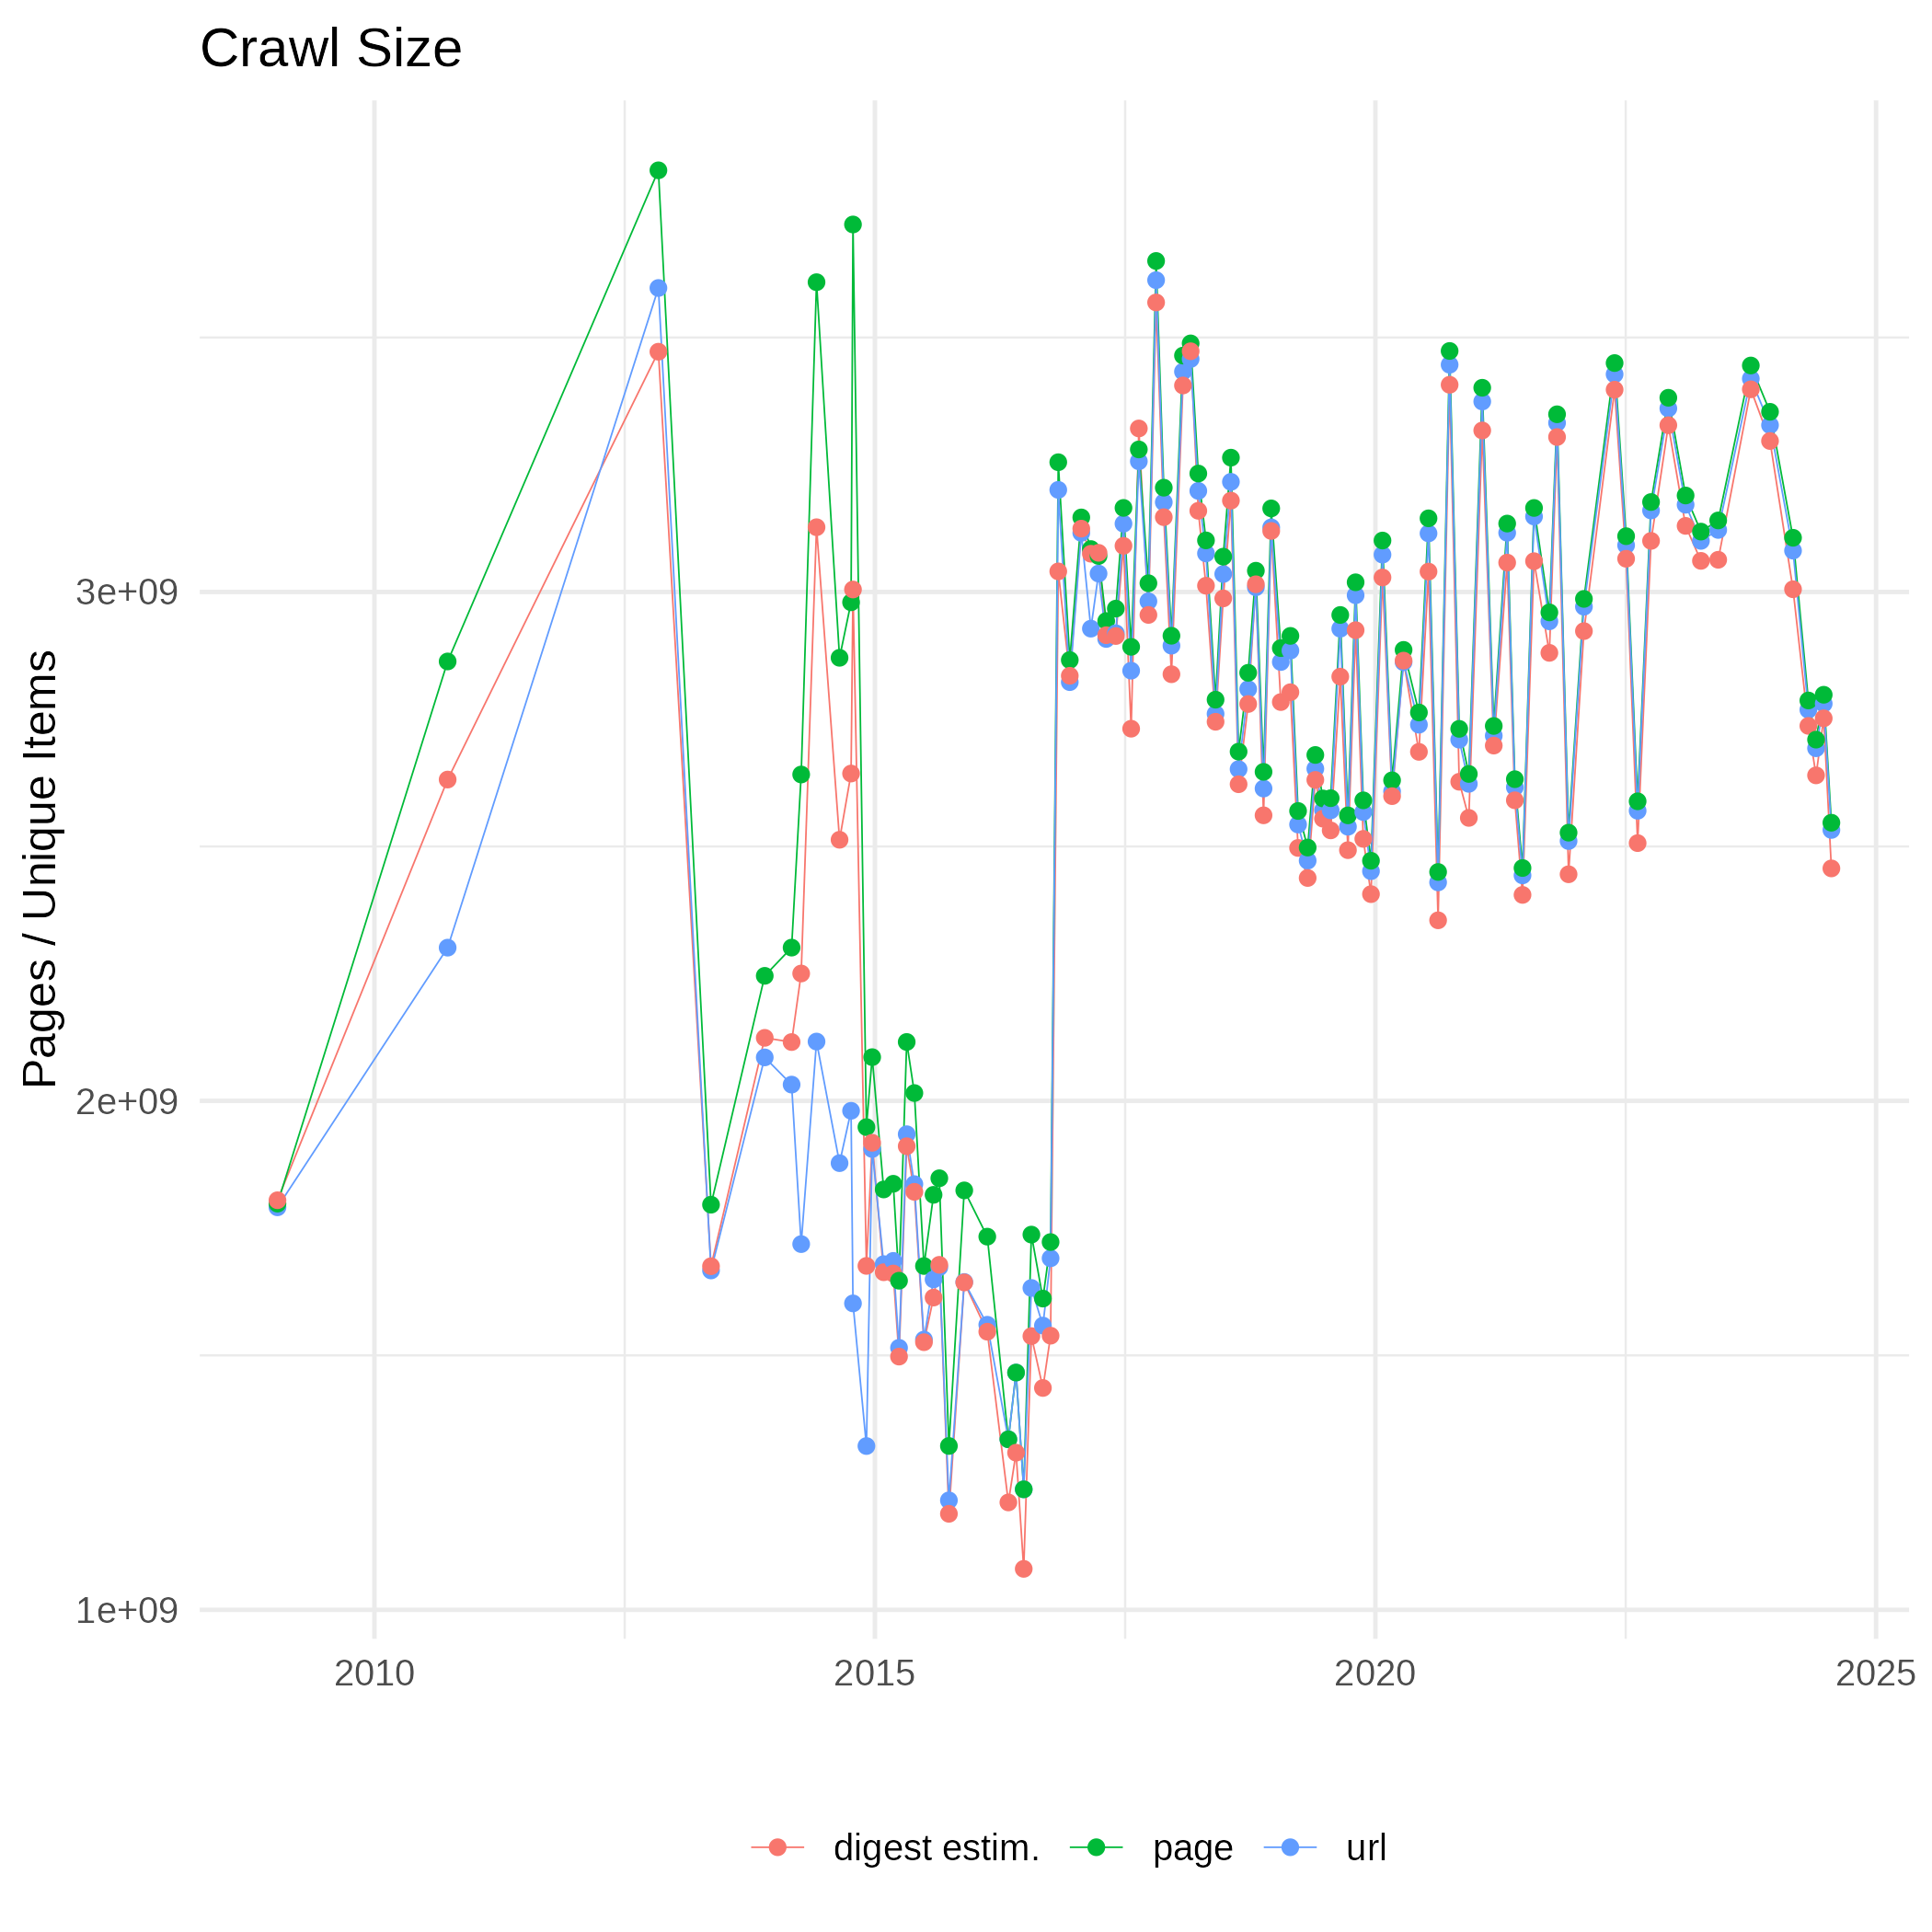 Crawl Size
Pages / Unique Items
3e+09
2e+09
1e+09
2010
2015
2020
2025
digest estim.
page
url